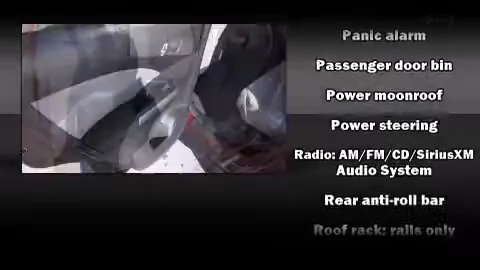 Panic alarm
Passenger door bin
Power moonroof
Power steering
Radio: AM/FM/CD/SiriusXM
Audio System
Rear anti-roll bar
Roof rack: rails only